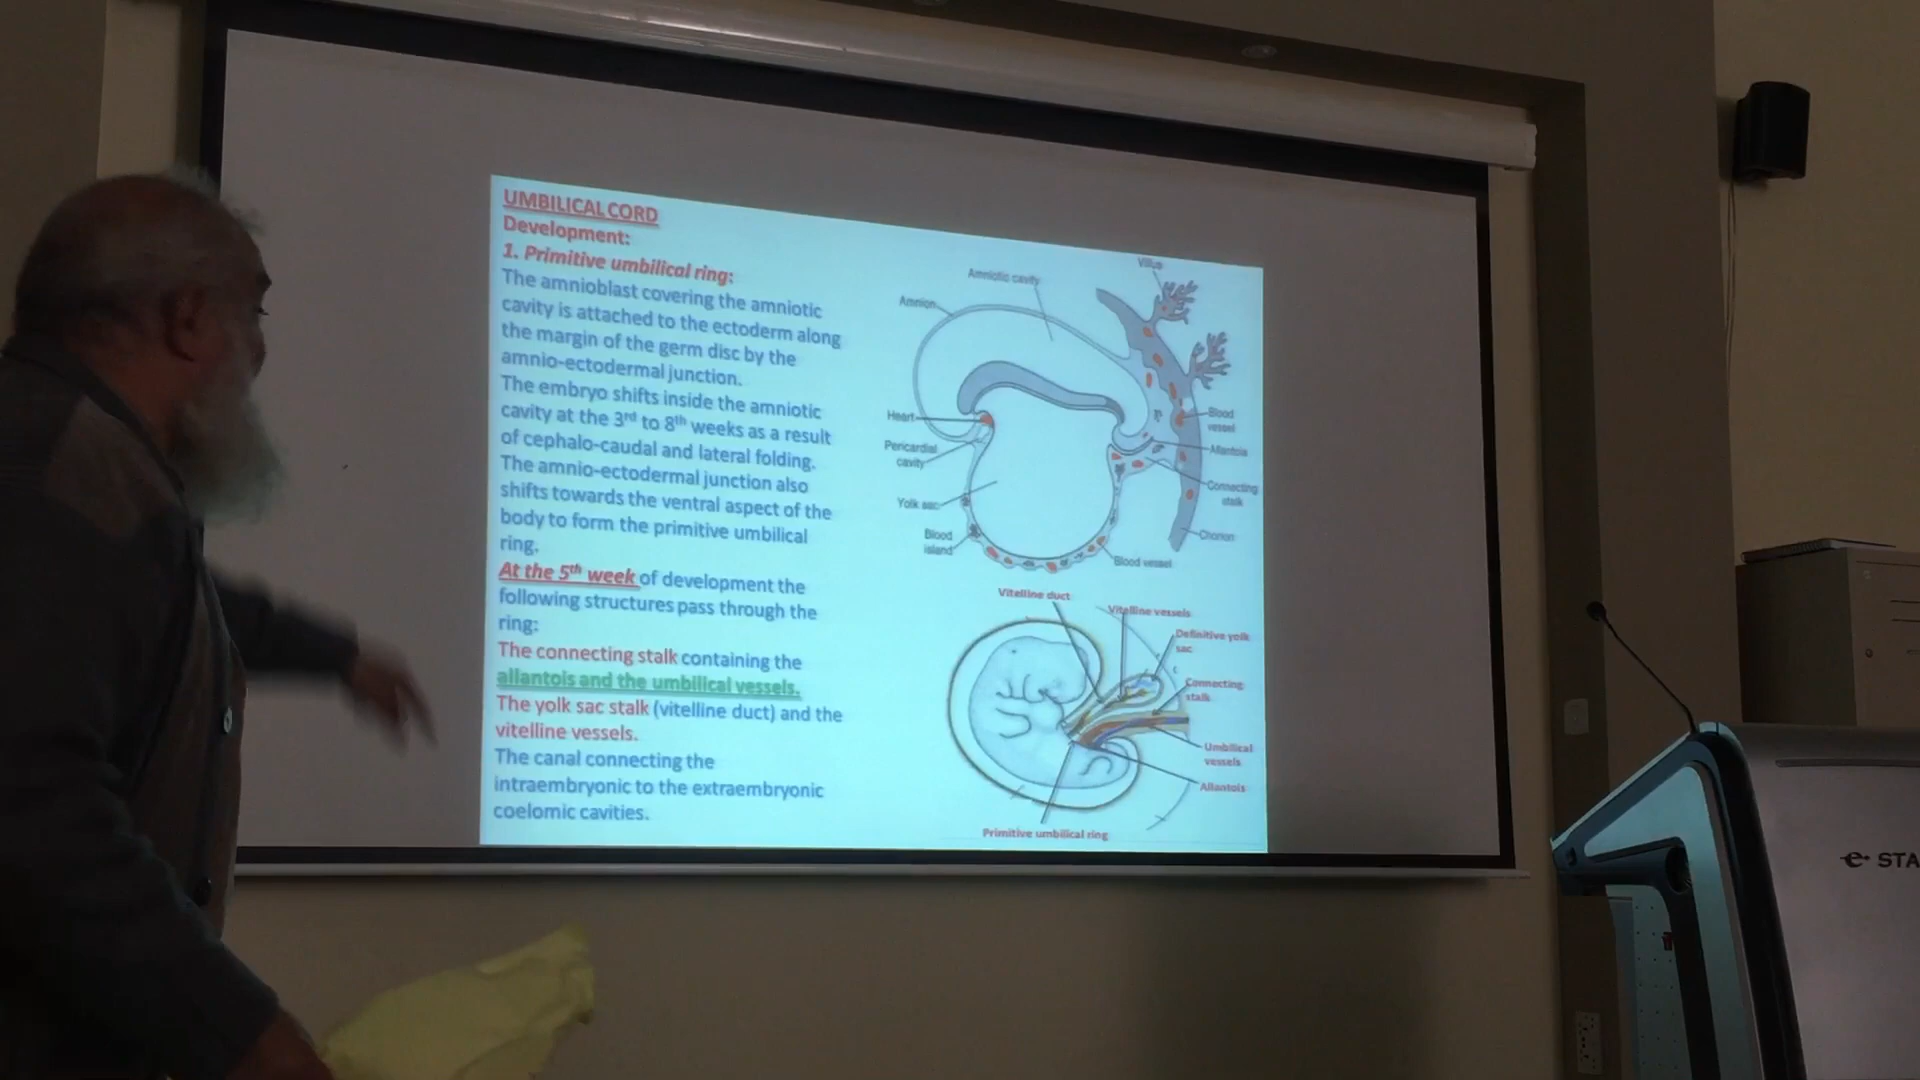 UMBILICAL CORD
Development:
1. Primitive umbilical ring:
The amnioblast covering the amniotic
cavity is attached to the ectoderm along
the margin of the germ disc by the
amnio-ectodermal junction.
The embryo shifts inside the amniotic
cavity at the 3rd to 8th weeks as a result
of cephalo-caudal and lateral folding.
The amnio-ectodermal junction also
shifts towards the ventral aspect of the
body to form the primitive umbilical
ring.
At the 5th week of development the
following structures pass through the
ring:
The connecting stalk containing the
allantois and the umbilical vessels.
The yolk sac stalk (vitelline duct) and the
vitelline vessels.
The canal connecting the
intraembryonic to the extraembryonic
coelomic cavities.
Villus
Amniotic cavity
Amnion
Heart
Pericardial
cavity
Yolk sac
Blood
island
Blood
vessel
Allantois
Connecting
stalk
Chorion
Blood vessel
Vitelline duct
Vitelline vessels
Definitive yolk
sac
Connecting
stalk
Umbilical
vessels
Allantois
Primitive umbilical ring
e STA